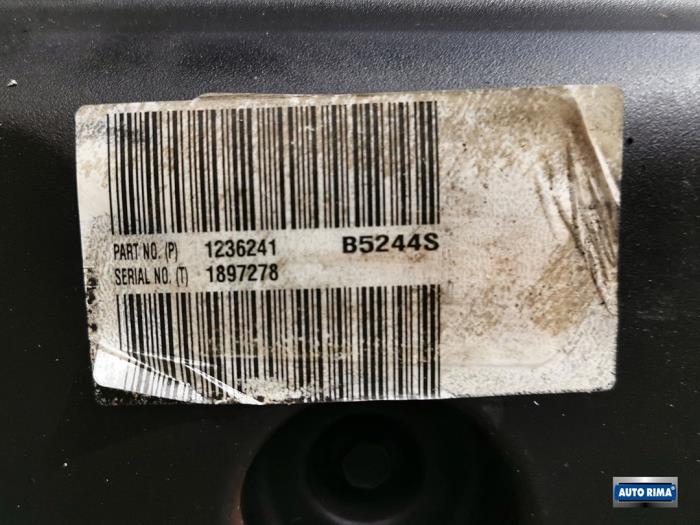 PART NO. (P) 1236241 B5244S
SERIAL NO. (T) 1897278
AUTO RIMA